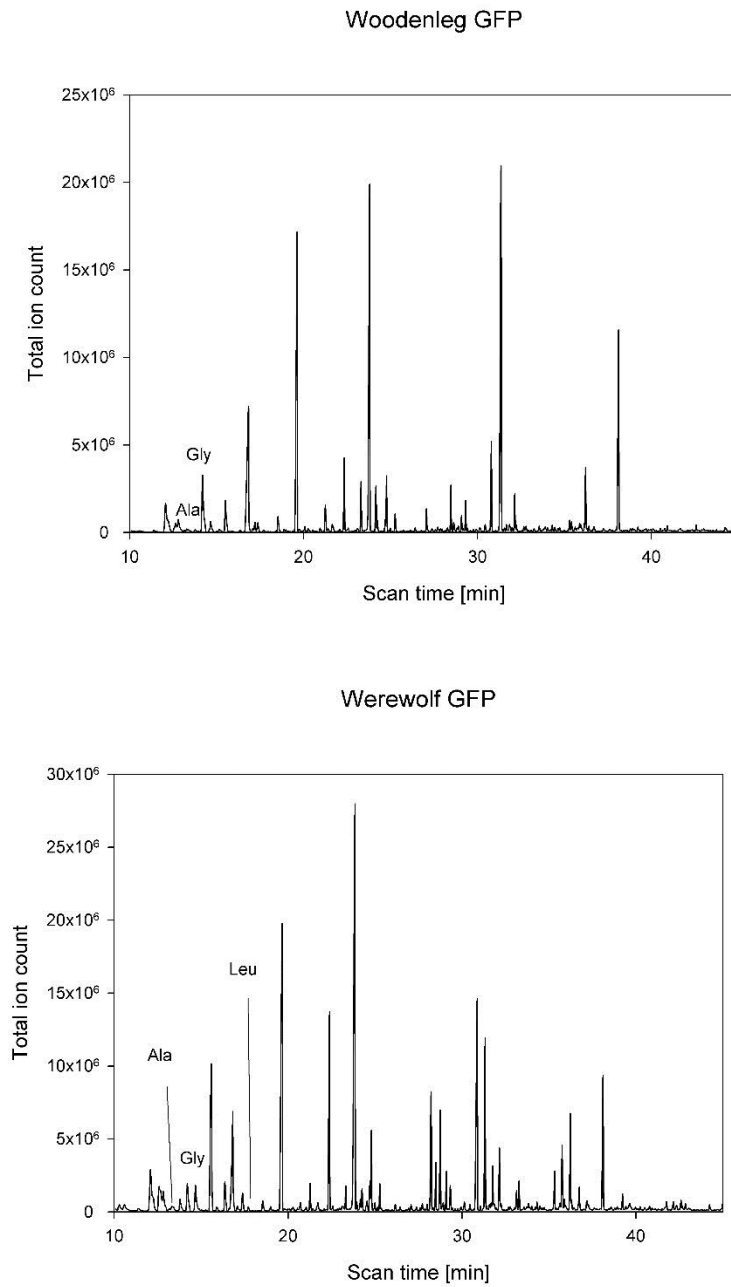 Woodenleg GFP
25x10⁶
20x10⁶
15x10⁶
10x10⁶
5x10⁶
0
Total ion count
Gly
Ala
10 20 30 40
Scan time [min]
Werewolf GFP
30x10⁶
25x10⁶
20x10⁶
15x10⁶
10x10⁶
5x10⁶
0
Total ion count
Leu
Ala
Gly
10 20 30 40
Scan time [min]